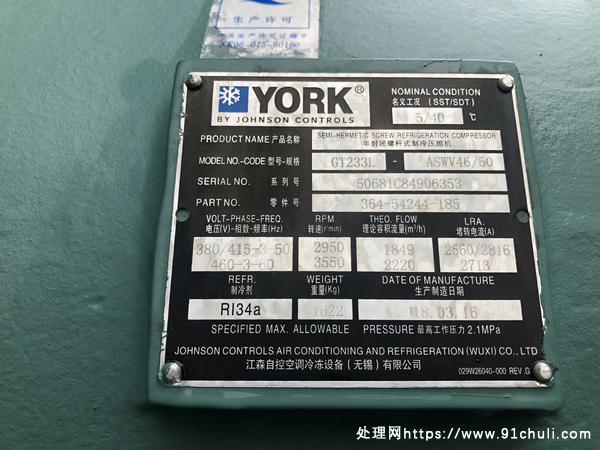 生产许可
XK06-015-00160
YORK®
BY JOHNSON CONTROLS
NOMINAL CONDITION
名义工况 (SST/SDT)
5/40 ℃
PRODUCT NAME 产品名称
SEMI-HERMETIC SCREW REFRIGERATION COMPRESSOR
半封闭螺杆式制冷压缩机
MODEL NO.-CODE 型号-规格 GT233L - ASWV46/50
SERIAL NO. 系列号 50681C84906353
PART NO. 零件号 364-54244-185
VOLT-PHASE-FREQ. RPM THEO. FLOW LRA.
电压(V)-相数-频率(Hz) 转速(r/min) 理论容积流量(m³/h) 堵转电流(A)
380/415-3-50 2950 1849 2560/2816
460-3-60 3550 2220 2713
REFR. WEIGHT DATE OF MANUFACTURE
制冷剂 重量(Kg) 生产制造日期
R134a 1622 018.03.16
SPECIFIED MAX. ALLOWABLE PRESSURE 最高工作压力 2.1MPa
JOHNSON CONTROLS AIR CONDITIONING AND REFRIGERATION (WUXI) CO., LTD
江森自控空调冷冻设备(无锡)有限公司
029W26040-000 REV.G
处理网https://www.91chuli.com/